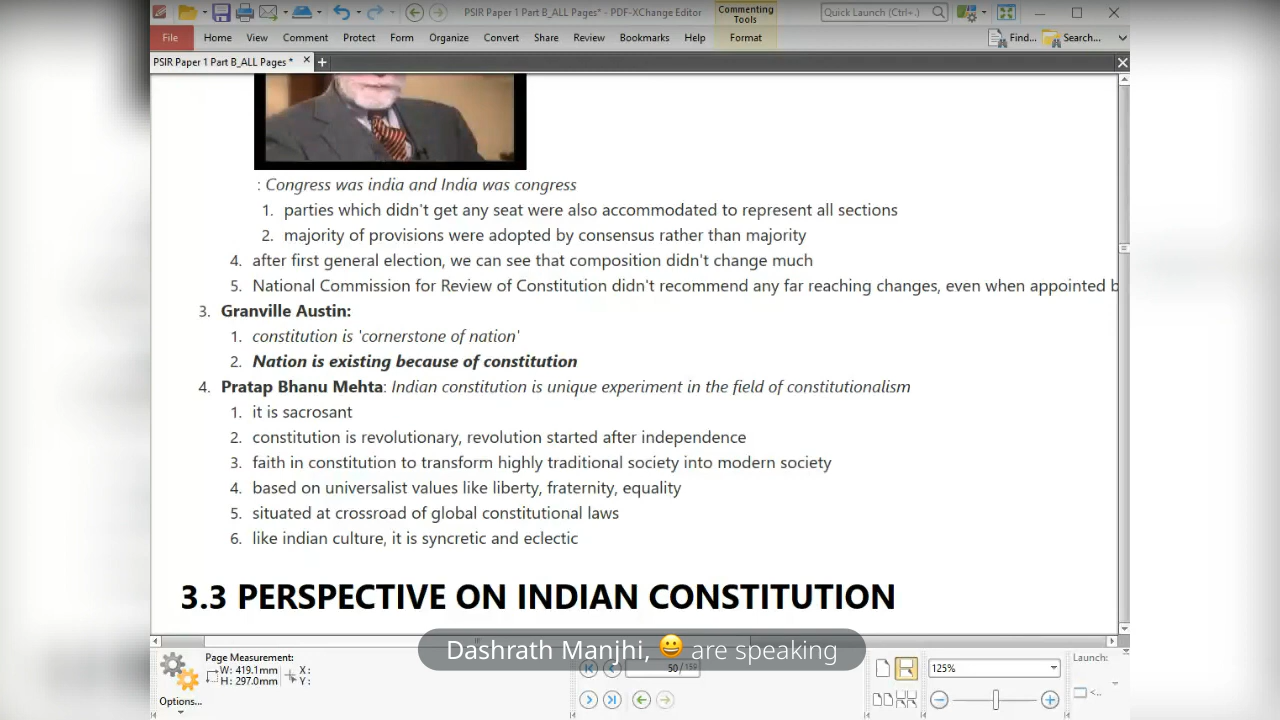 PSIR Paper 1 Part B_ALL Pages* - PDF-XChange Editor
Commenting Tools
Quick Launch (Ctrl+.)
File Home View Comment Protect Form Organize Convert Share Review Bookmarks Help Format Find... Search...
PSIR Paper 1 Part B_ALL Pages *
: Congress was india and India was congress
1. parties which didn't get any seat were also accommodated to represent all sections
2. majority of provisions were adopted by consensus rather than majority
4. after first general election, we can see that composition didn't change much
5. National Commission for Review of Constitution didn't recommend any far reaching changes, even when appointed b
3. Granville Austin:
1. constitution is 'cornerstone of nation'
2. Nation is existing because of constitution
4. Pratap Bhanu Mehta: Indian constitution is unique experiment in the field of constitutionalism
1. it is sacrosant
2. constitution is revolutionary, revolution started after independence
3. faith in constitution to transform highly traditional society into modern society
4. based on universalist values like liberty, fraternity, equality
5. situated at crossroad of global constitutional laws
6. like indian culture, it is syncretic and eclectic
3.3 PERSPECTIVE ON INDIAN CONSTITUTION
Dashrath Manjhi, 😀 are speaking
Options...
Page Measurement:
W: 419.1mm X:
H: 297.0mm Y:
50 / 159
125%
Launch: